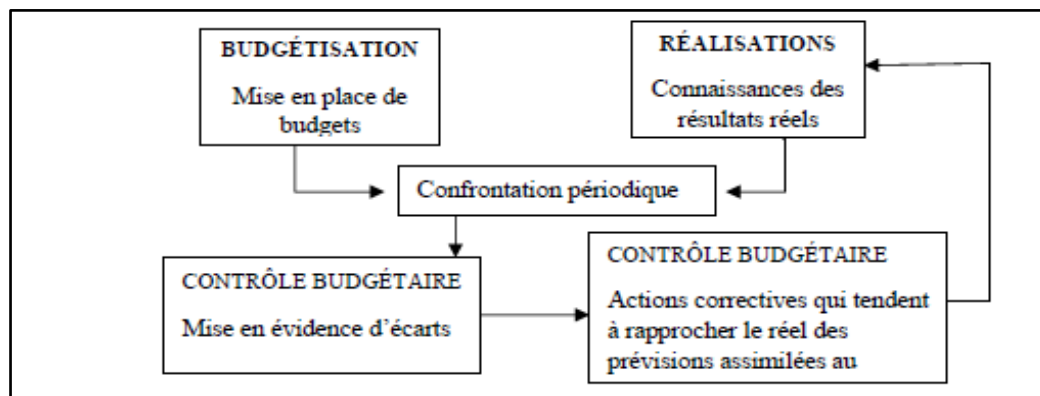 BUDGÉTISATION
Mise en place de
budgets
RÉALISATIONS
Connaissances des
résultats réels
Confrontation périodique
CONTRÔLE BUDGÉTAIRE
Mise en évidence d'écarts
CONTRÔLE BUDGÉTAIRE
Actions correctives qui tendent
à rapprocher le réel des
prévisions assimilées au